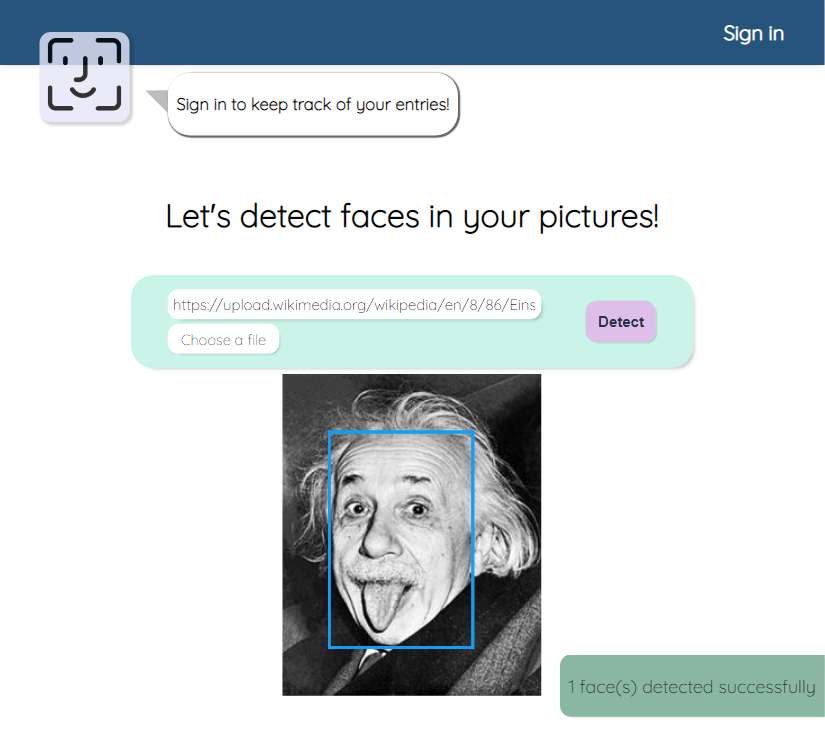 Sign in
Sign in to keep track of your entries!
Let's detect faces in your pictures!
https://upload.wikimedia.org/wikipedia/en/8/86/Eins
Detect
Choose a file
1 face(s) detected successfully